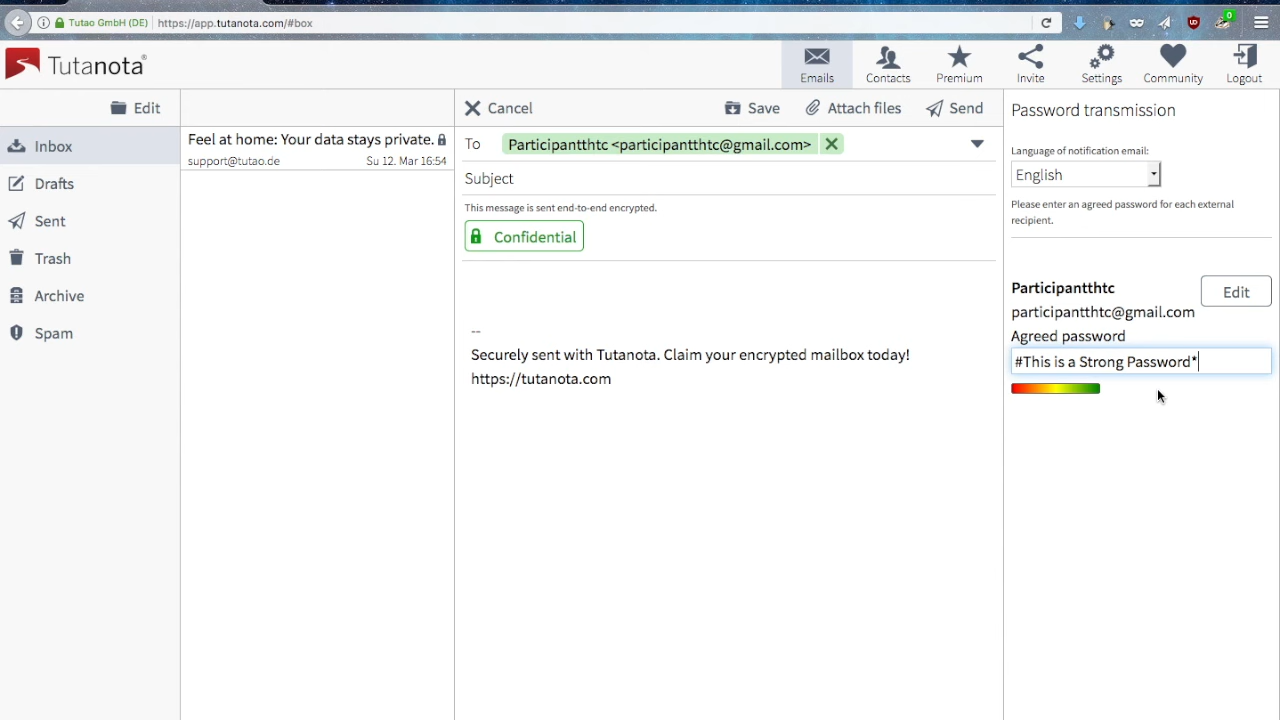 Tutao GmbH (DE) https://app.tutanota.com/#box
0
Tutanota®
Emails
Contacts
Premium
Invite
Settings
Community
Logout
Edit
Inbox
Drafts
Sent
Trash
Archive
Spam
Feel at home: Your data stays private.
support@tutao.de Su 12. Mar 16:54
Cancel Save Attach files Send
To Participantthtc <participantthtc@gmail.com>
Subject
This message is sent end-to-end encrypted.
Confidential
--
Securely sent with Tutanota. Claim your encrypted mailbox today!
https://tutanota.com
Password transmission
Language of notification email:
English
Please enter an agreed password for each external
recipient.
Participantthtc
Edit
participantthtc@gmail.com
Agreed password
#This is a Strong Password*